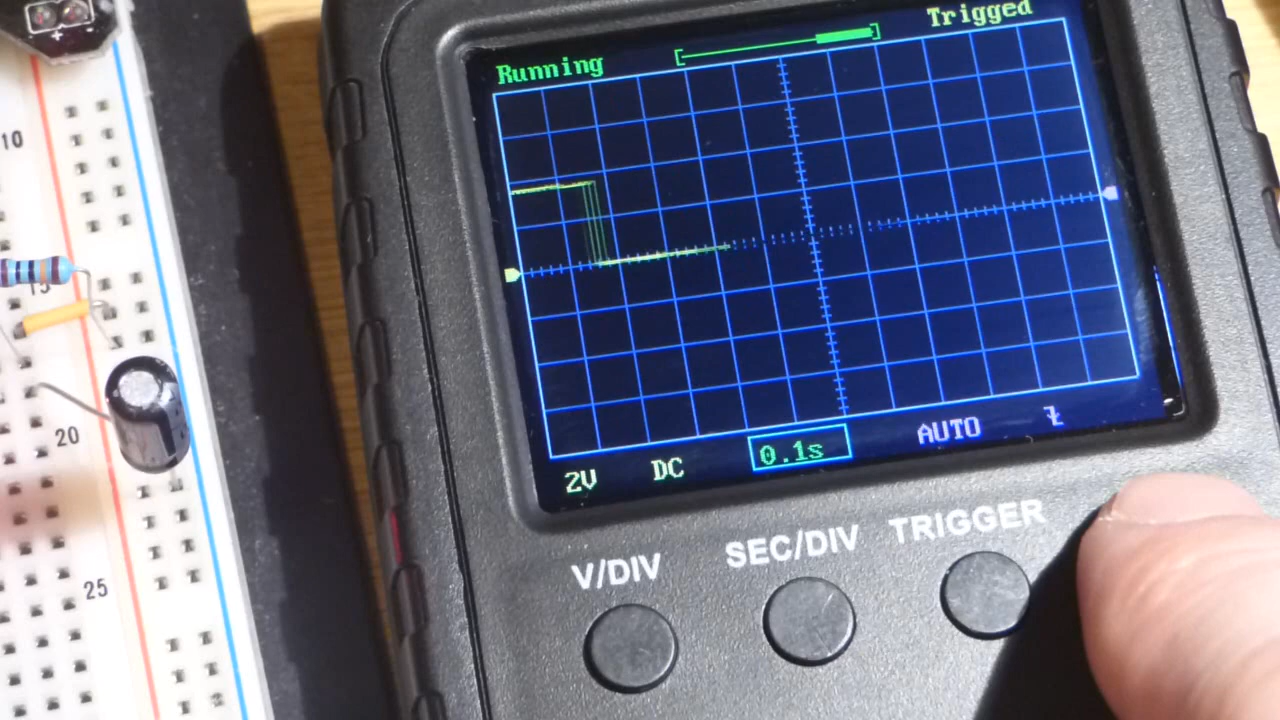 Running
Trigged
2V DC 0.1s AUTO
V/DIV SEC/DIV TRIGGER
10
15
20
25
+